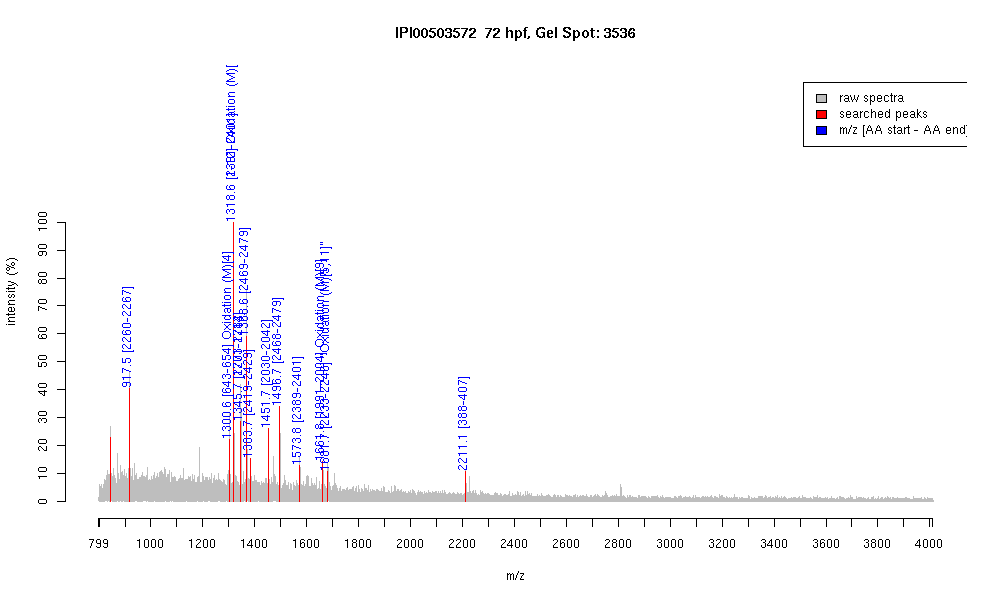 IPI00503572 72 hpf, Gel Spot: 3536
raw spectra
searched peaks
m/z [AA start - AA end]
intensity (%)
100
90
80
70
60
50
40
30
20
10
0
917.5 [2260-2267]
1300.6 [643-654] Oxidation (M)[4]
1318.6
Oxidation (M)[
1368.6 [2469-2479]
1383.7 [2419-2429]
1451.7 [2030-2042]
1496.7 [2468-2479]
1573.8 [2389-2401]
2211.1 [388-407]
799 1000 1200 1400 1600 1800 2000 2200 2400 2600 2800 3000 3200 3400 3600 3800 4000
m/z